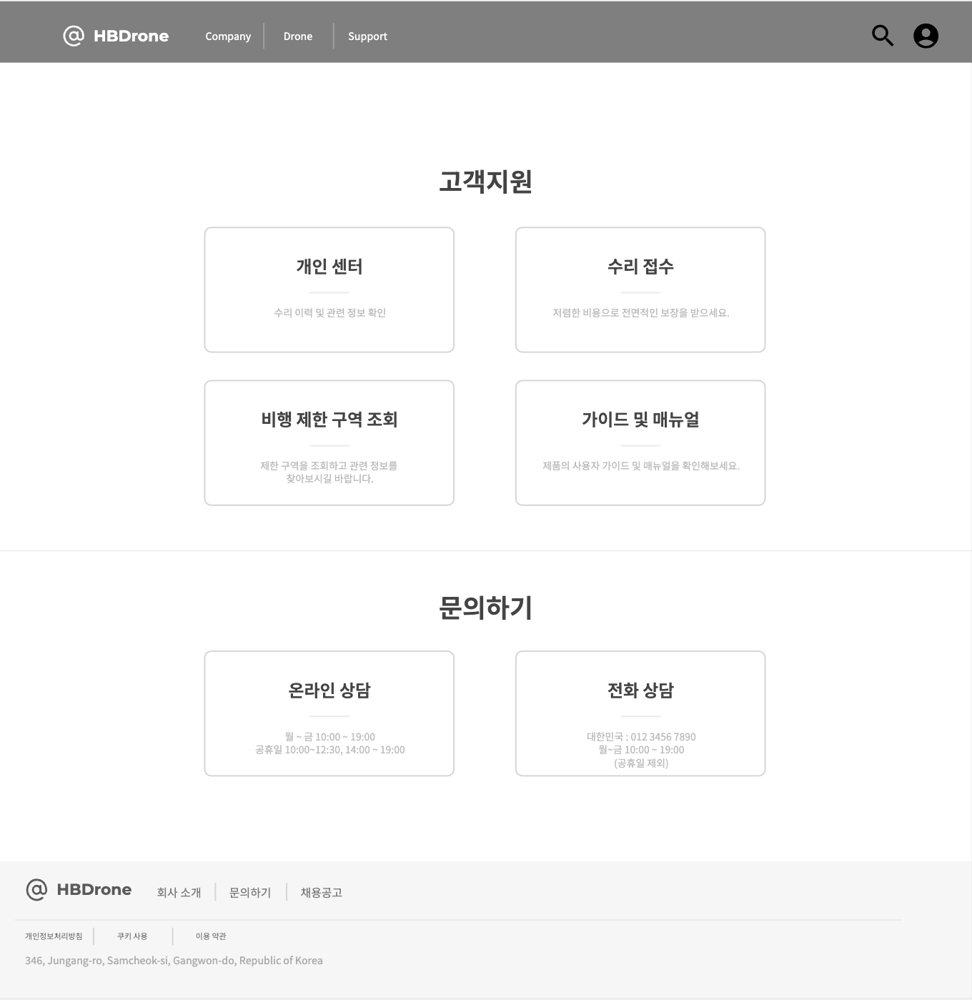 @ HBDrone
Company
Drone
Support
고객지원
개인 센터
수리 이력 및 관련 정보 확인
수리 접수
저렴한 비용으로 전면적인 보장을 받으세요.
비행 제한 구역 조회
제한 구역을 조회하고 관련 정보를
찾아보시길 바랍니다.
가이드 및 매뉴얼
제품의 사용자 가이드 및 매뉴얼을 확인해보세요.
문의하기
온라인 상담
월 ~ 금 10:00 ~ 19:00
공휴일 10:00~12:30, 14:00 ~ 19:00
전화 상담
대한민국 : 012 3456 7890
월~금 10:00 ~ 19:00
(공휴일 제외)
@ HBDrone
회사 소개
문의하기
채용공고
개인정보처리방침
쿠키 사용
이용 약관
346, Jungang-ro, Samcheok-si, Gangwon-do, Republic of Korea